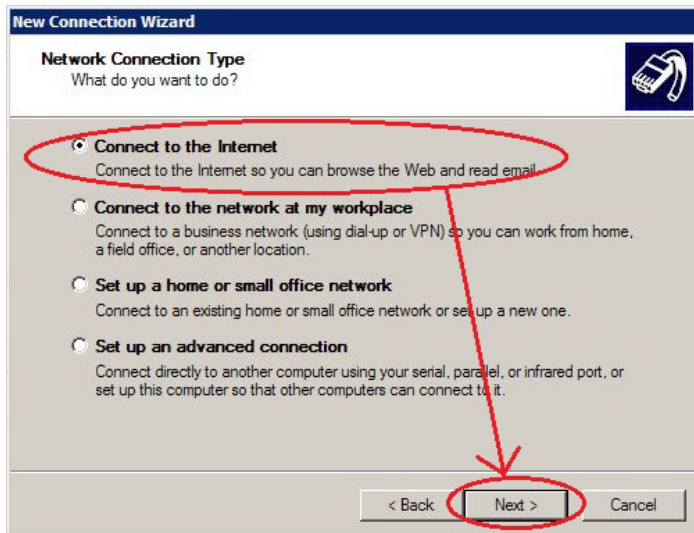 New Connection Wizard
Network Connection Type
What do you want to do?
Connect to the Internet
Connect to the Internet so you can browse the Web and read email.
Connect to the network at my workplace
Connect to a business network (using dial-up or VPN) so you can work from home,
a field office, or another location.
Set up a home or small office network
Connect to an existing home or small office network or set up a new one.
Set up an advanced connection
Connect directly to another computer using your serial, parallel, or infrared port, or
set up this computer so that other computers can connect to it.
< Back Next > Cancel